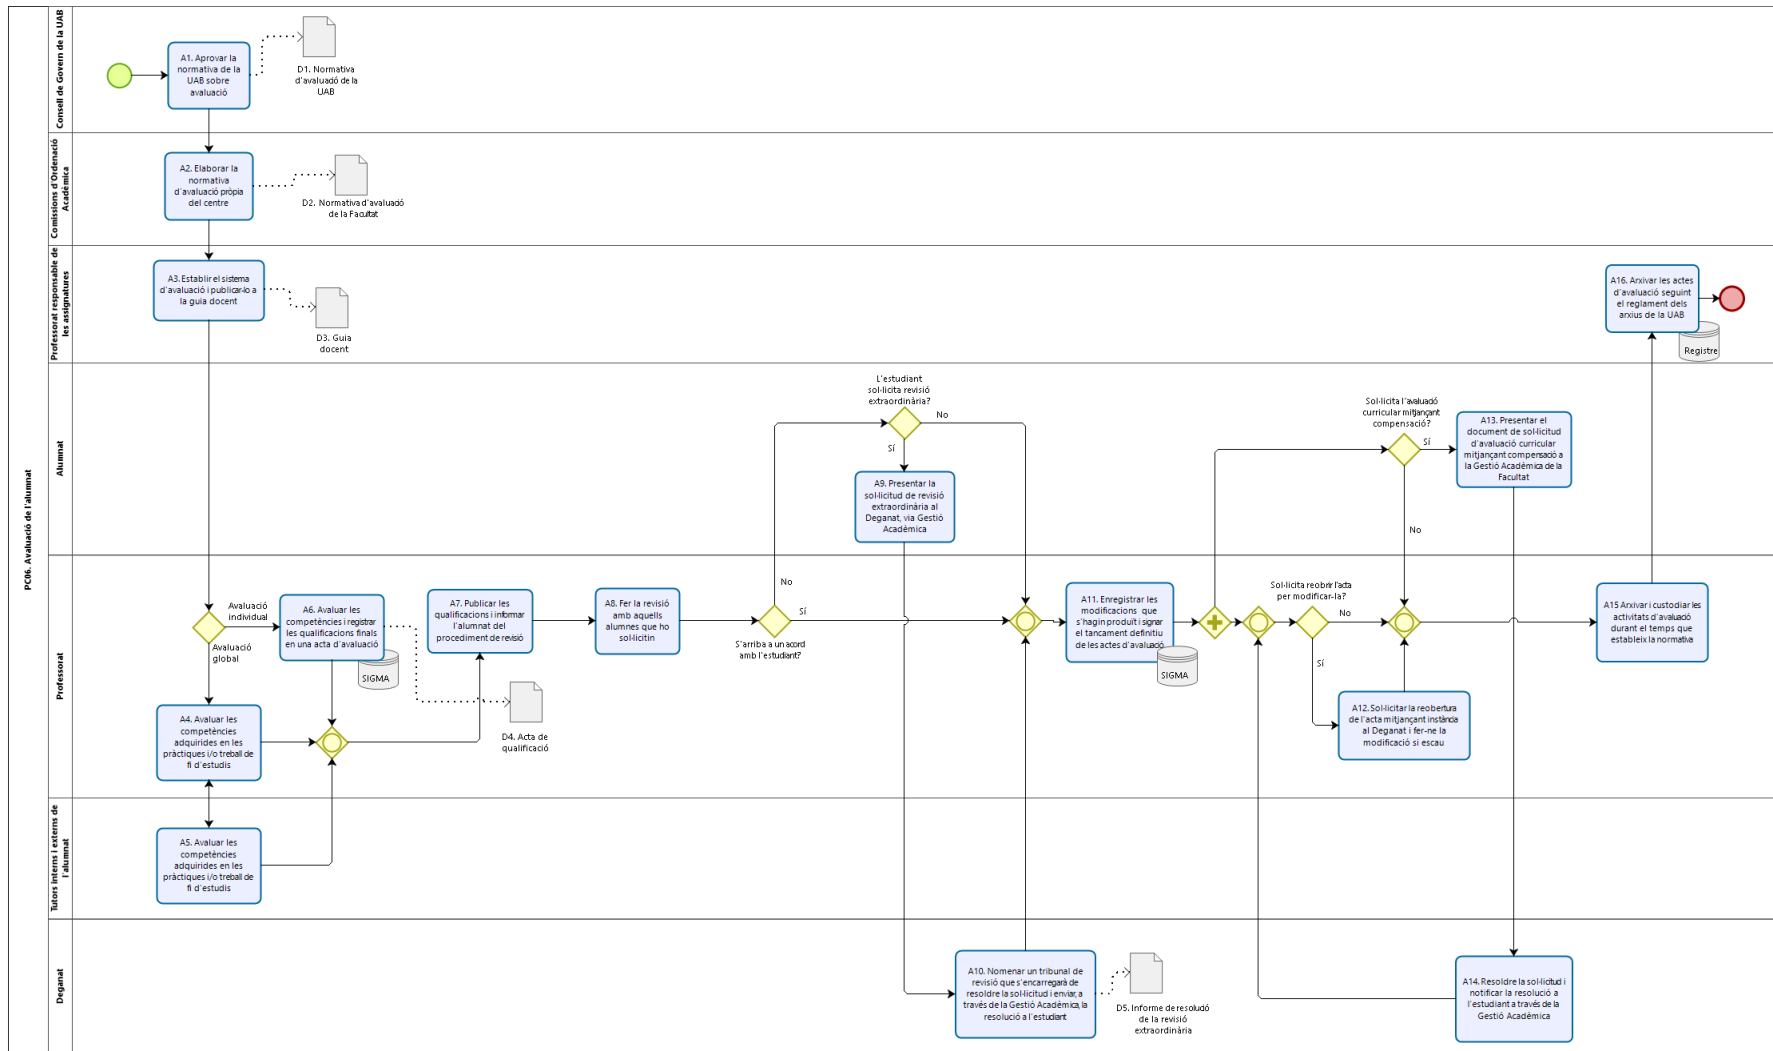 PC06. Avaluació de l'alumnat
Consell de Govern de la UAB
A1. Aprovar la
normativa de la
UAB sobre
avaluació
D1. Normativa
d'avaluació de la
UAB
Comissions d'Ordenació
Acadèmica
A2. Elaborar la
normativa
d'avaluació pròpia
del centre
D2. Normativa d'avaluació
de la Facultat
Professorat responsable de
les assignatures
A3. Establir el sistema
d'avaluació i publicar-lo a
la guia docent
D3. Guia
docent
A16. Arxivar les actes
d'avaluació seguint
el reglament dels
arxius de la UAB
Registre
Alumnat
L'estudiant
sol·licita revisió
extraordinària?
No
Sí
A9. Presentar la
sol·licitud de revisió
extraordinària al
Deganat, via Gestió
Acadèmica
Sol·licita l'avaluació
curricular mitjançant
compensació?
Sí
No
A13. Presentar el
document de sol·licitud
d'avaluació curricular
mitjançant compensació a
la Gestió Acadèmica de la
Facultat
Professorat
Avaluació
individual
Avaluació
global
A6. Avaluar les
competències i registrar
les qualificacions finals
en una acta d'avaluació
SIGMA
A4. Avaluar les
competències
adquirides en les
pràctiques i/o treball de
fi d'estudis
D4. Acta de
qualificació
A7. Publicar les
qualificacions i informar
l'alumnat del
procediment de revisió
A8. Fer la revisió
amb aquells
alumnes que ho
sol·licitin
No
Sí
S'arriba a un acord
amb l'estudiant?
A11. Enregistrar les
modificacions que
s'hagin produït i signar
el tancament definitiu
de les actes d'avaluació
SIGMA
Sol·licita reobrir l'acta
per modificar-la?
No
Sí
A12. Sol·licitar la reobertura
de l'acta mitjançant instància
al Deganat i fer-ne la
modificació si escau
A15 Arxivar i custodiar les
activitats d'avaluació
durant el temps que
estableix la normativa
Tutors interns i externs de
l'alumnat
A5. Avaluar les
competències
adquirides en les
pràctiques i/o treball de
fi d'estudis
Deganat
A10. Nomenar un tribunal de
revisió que s'encarregarà de
resoldre la sol·licitud i enviar, a
través de la Gestió Acadèmica, la
resolució a l'estudiant
D5. Informe de resolució
de la revisió
extraordinària
A14. Resoldre la sol·licitud i
notificar la resolució a
l'estudiant a través de la
Gestió Acadèmica